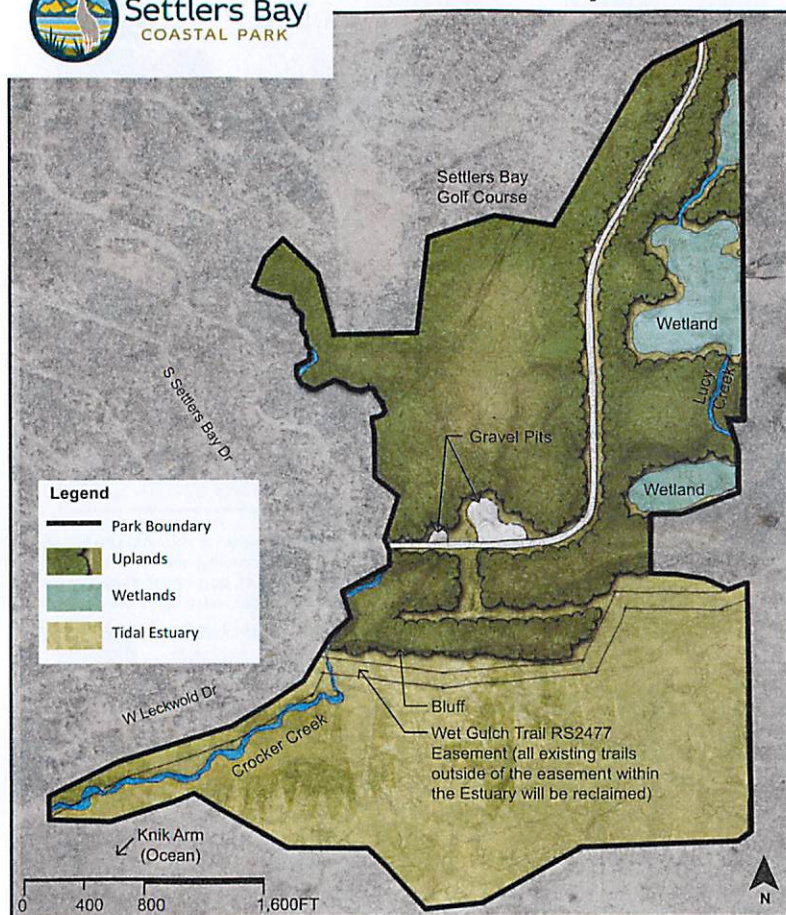 Settlers Bay
COASTAL PARK
Settlers Bay
Golf Course
Wetland
Lucy
Creek
S Settlers Bay Dr
Gravel Pits
Wetland
Legend
Park Boundary
Uplands
Wetlands
Tidal Estuary
W Leckwold Dr
Crocker Creek
Bluff
Wet Gulch Trail RS2477
Easement (all existing trails
outside of the easement within
the Estuary will be reclaimed)
Knik Arm
(Ocean)
0 400 800 1,600FT
N